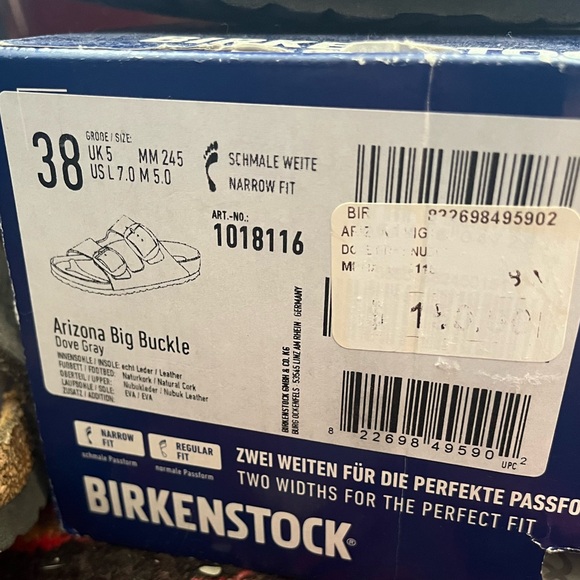 38
GRÖßE / SIZE:
UK 5 MM 245
US L 7.0 M 5.0
SCHMALE WEITE
NARROW FIT
ART.-NO.:
1018116
BIR 822698495902
Arizona Big Buckle
Dove Gray
INNENSOHLE / INSOLE: echt Leder / Leather
FUßBETT / FOOTBED: Naturkork / Natural Cork
OBERTEIL / UPPER: Nubukleder / Nubuk Leather
LAUFSOHLE / SOLE: EVA / EVA
ZUSATZ / ADDITION:
BIRKENSTOCK GMBH & CO. KG
BURG OCKENFELS 53545 LINZ AM RHEIN GERMANY
8 22698 49590 2
UPC
NARROW
FIT
schmale Passform
REGULAR
FIT
normale Passform
ZWEI WEITEN FÜR DIE PERFEKTE PASSFO
TWO WIDTHS FOR THE PERFECT FIT
BIRKENSTOCK®